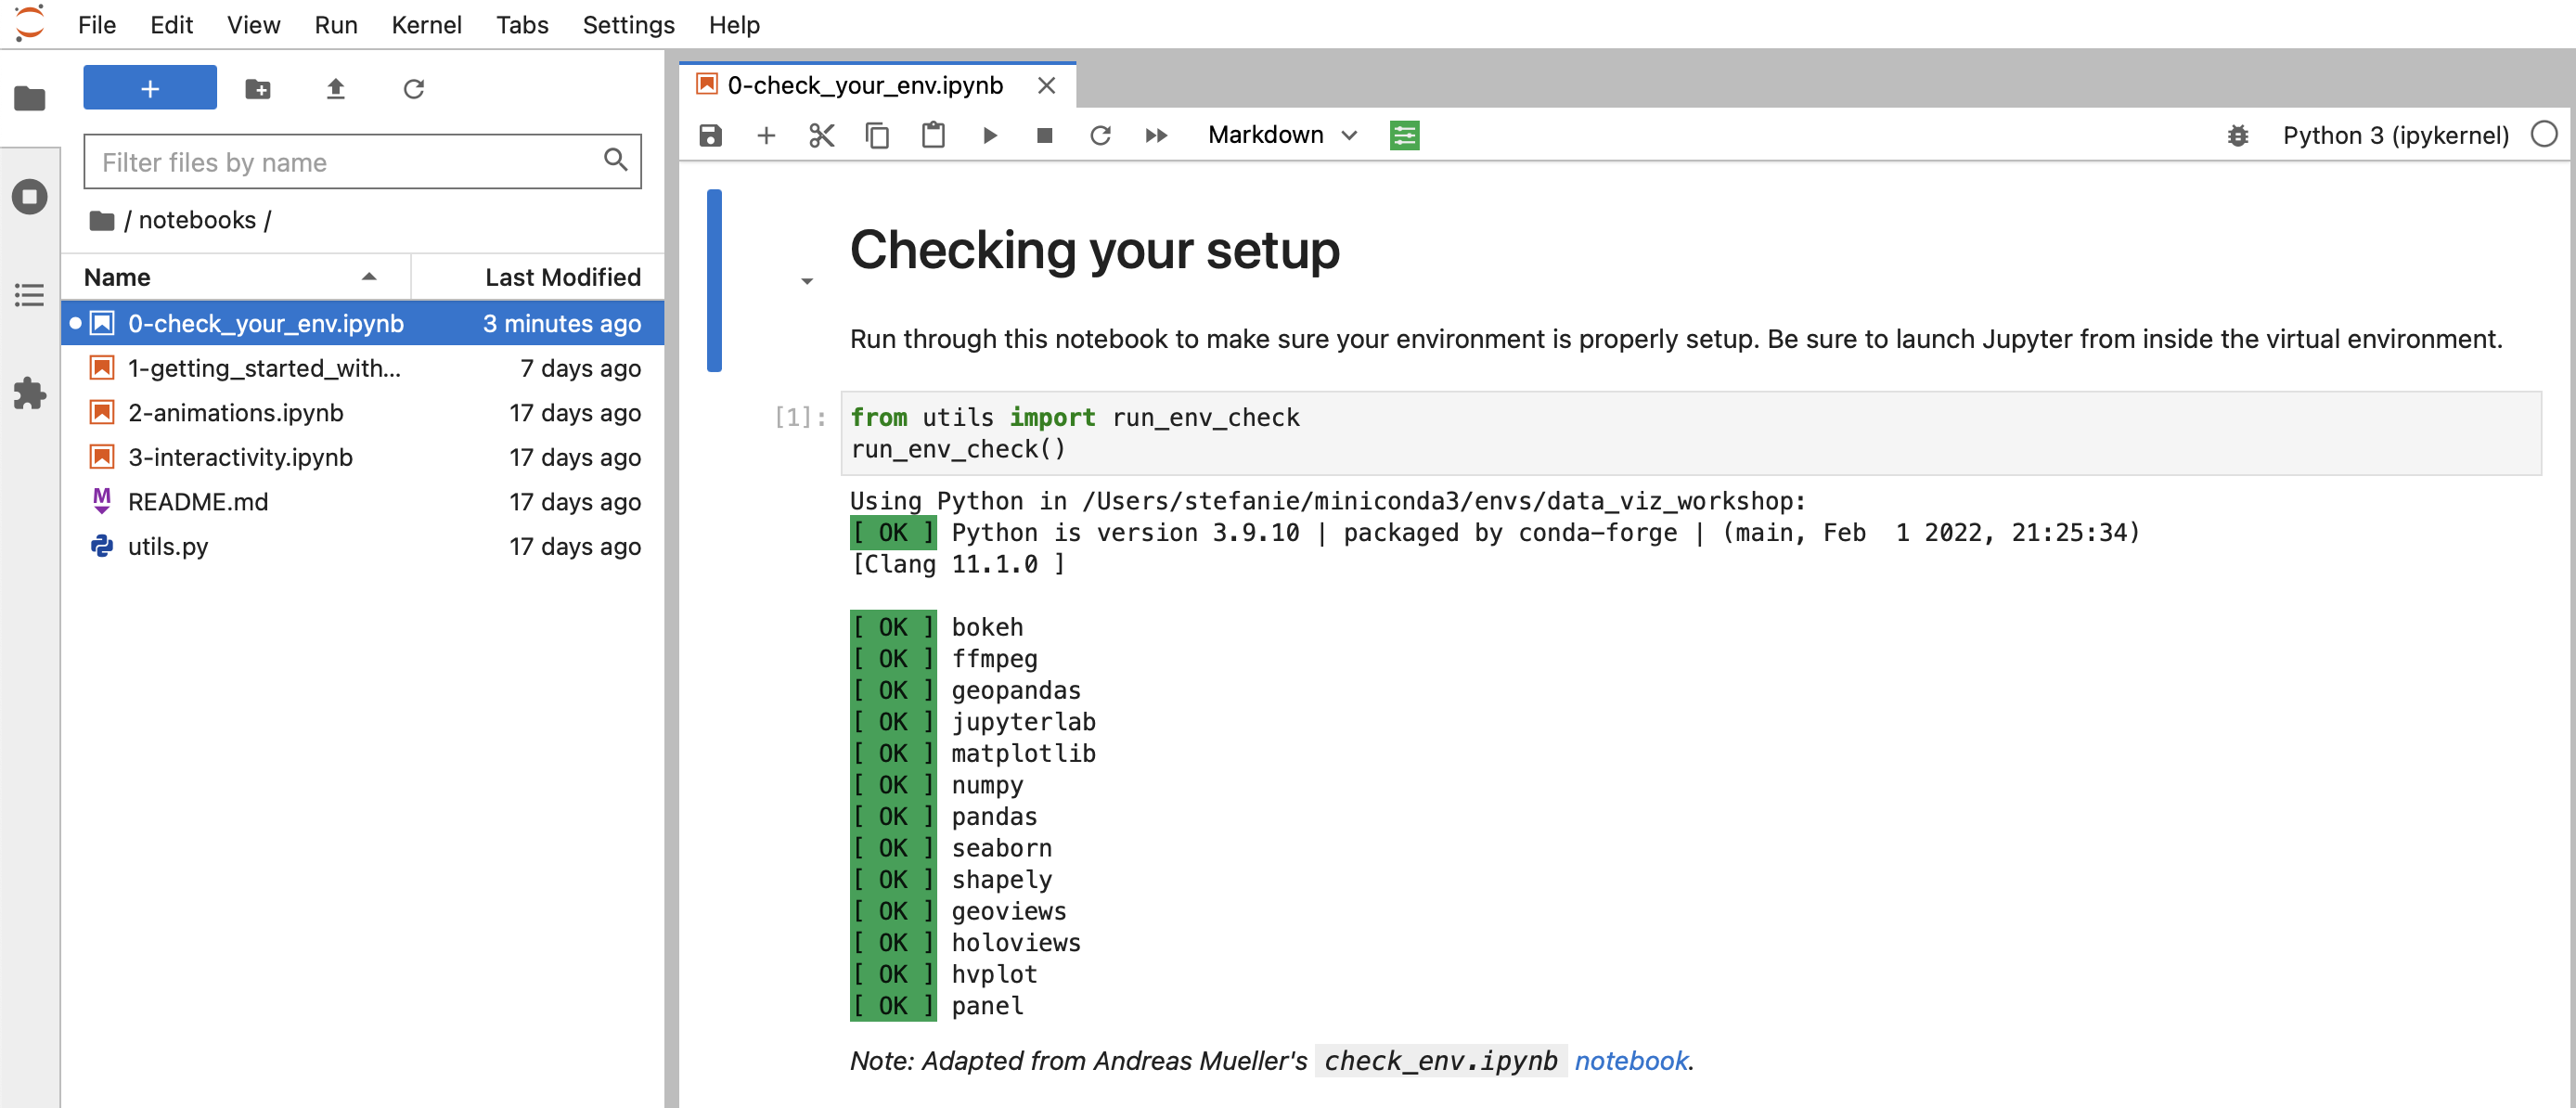 File Edit View Run Kernel Tabs Settings Help
Filter files by name
/ notebooks /
Name Last Modified
0-check_your_env.ipynb 3 minutes ago
1-getting_started_with... 7 days ago
2-animations.ipynb 17 days ago
3-interactivity.ipynb 17 days ago
README.md 17 days ago
utils.py 17 days ago
0-check_your_env.ipynb
Markdown Python 3 (ipykernel)
Checking your setup
Run through this notebook to make sure your environment is properly setup. Be sure to launch Jupyter from inside the virtual environment.
[1]: from utils import run_env_check
run_env_check()
Using Python in /Users/stefanie/miniconda3/envs/data_viz_workshop:
[ OK ] Python is version 3.9.10 | packaged by conda-forge | (main, Feb  1 2022, 21:25:34)
[Clang 11.1.0 ]
[ OK ] bokeh
[ OK ] ffmpeg
[ OK ] geopandas
[ OK ] jupyterlab
[ OK ] matplotlib
[ OK ] numpy
[ OK ] pandas
[ OK ] seaborn
[ OK ] shapely
[ OK ] geoviews
[ OK ] holoviews
[ OK ] hvplot
[ OK ] panel
Note: Adapted from Andreas Mueller's check_env.ipynb notebook.